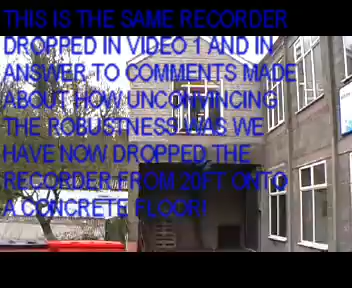 THIS IS THE SAME RECORDER
DROPPED IN VIDEO 1 AND IN
ANSWER TO COMMENTS MADE
ABOUT HOW UNCONVINCING
THE ROBUSTNESS WAS WE
HAVE NOW DROPPED THE
RECORDER FROM 20FT ONTO
A CONCRETE FLOOR!